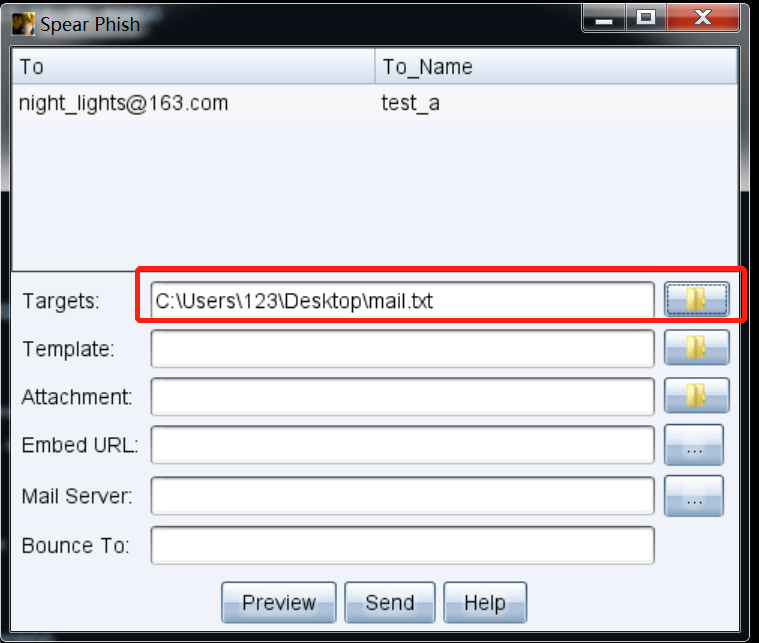 Spear Phish
To To_Name
night_lights@163.com test_a
Targets: C:\Users\123\Desktop\mail.txt
Template:
Attachment:
Embed URL: ...
Mail Server: ...
Bounce To:
Preview Send Help